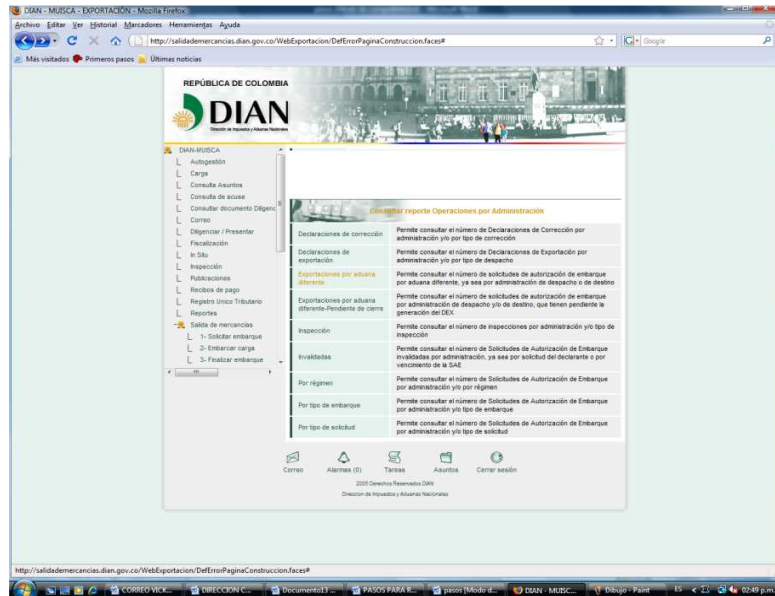 DIAN - MUISCA - EXPORTACIÓN - Mozilla Firefox
Archivo Editar Ver Historial Marcadores Herramientas Ayuda
http://salidademercancias.dian.gov.co/WebExportacion/DefErrorPaginaConstruccion.faces#
Google
Más visitados Primeros pasos Últimas noticias
REPÚBLICA DE COLOMBIA
DIAN
Dirección de Impuestos y Aduanas Nacionales
DIAN-MUISCA
Autogestión
Carga
Consulta Asuntos
Consulta de acuse
Consultar documento Diligenc
Correo
Diligenciar / Presentar
Fiscalización
In Situ
Inspección
Publicaciones
Recibos de pago
Registro Unico Tributario
Reportes
Salida de mercancías
1- Solicitar embarque
2- Embarcar carga
3- Finalizar embarque
Consultar reporte Operaciones por Administración
Declaraciones de corrección
Permite consultar el número de Declaraciones de Corrección por
administración y/o por tipo de corrección
Declaraciones de
exportación
Permite consultar el número de Declaraciones de Exportación por
administración y/o por tipo de despacho
Exportaciones por aduana
diferente
Permite consultar el número de solicitudes de autorización de embarque
por aduana diferente, ya sea por administración de despacho o de destino
Exportaciones por aduana
diferente-Pendiente de cierre
Permite consultar el número de solicitudes de autorización de embarque
por administración de despacho y/o de destino, que tienen pendiente la
generación del DEX
Inspección
Permite consultar el número de inspecciones por administración y/o tipo de
inspección
Invalidadas
Permite consultar el número de Solicitudes de Autorización de Embarque
invalidadas por administración, ya sea por solicitud del declarante o por
vencimiento de la SAE
Por régimen
Permite consultar el número de Solicitudes de Autorización de Embarque
por administración y/o por régimen
Por tipo de embarque
Permite consultar el número de Solicitudes de Autorización de Embarque
por administración y/o tipo de embarque
Por tipo de solicitud
Permite consultar el número de Solicitudes de Autorización de Embarque
por administración y/o tipo de solicitud
Correo Alarmas (0) Tareas Asuntos Cerrar sesión
2005 Derechos Reservados DIAN
Direccion de Impuestos y Aduanas Nacionales
http://salidademercancias.dian.gov.co/WebExportacion/DefErrorPaginaConstruccion.faces#
CORREO VICK... DIRECCION C... Documento13 ... PASOS PARA R... pasos [Modo d... DIAN - MUISC... Dibujo - Paint ES 02:49 p.m.